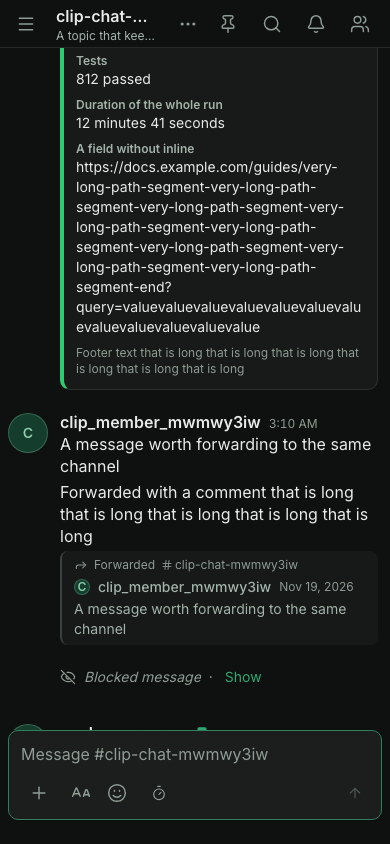 clip-chat-...
A topic that kee...
Tests
812 passed
Duration of the whole run
12 minutes 41 seconds
A field without inline
https://docs.example.com/guides/very-
long-path-segment-very-long-path-
segment-very-long-path-segment-very-
long-path-segment-very-long-path-
segment-very-long-path-segment-very-
long-path-segment-very-long-path-
segment-end?
query=valuevaluevaluevaluevaluevaluevalu
evaluevaluevaluevaluevalue
Footer text that is long that is long that is long that
is long that is long that is long
C
clip_member_mwmwy3iw 3:10 AM
A message worth forwarding to the same
channel
Forwarded with a comment that is long
that is long that is long that is long that is
long
Forwarded # clip-chat-mwmwy3iw
C clip_member_mwmwy3iw Nov 19, 2026
A message worth forwarding to the same
channel
Blocked message · Show
Message #clip-chat-mwmwy3iw
AA